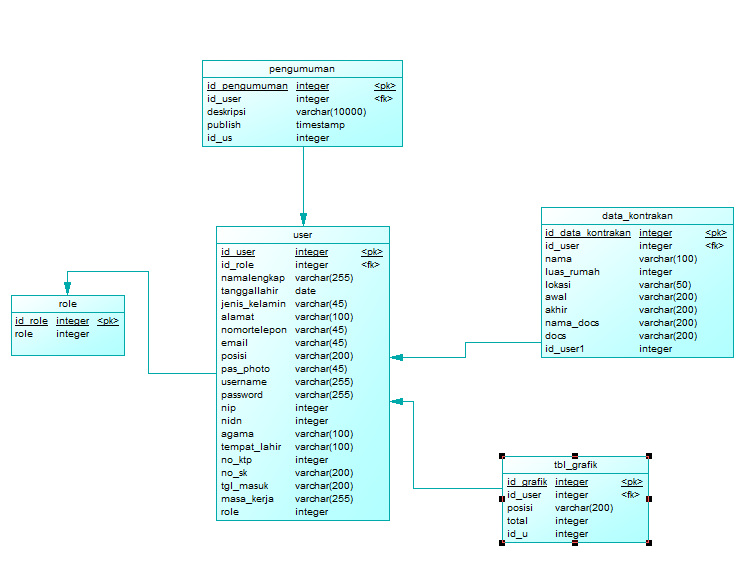 pengumuman
id_pengumuman integer <pk>
id_user integer <fk>
deskripsi varchar(10000)
publish timestamp
id_us integer
data_kontrakan
id_data_kontrakan integer <pk>
id_user integer <fk>
nama varchar(100)
luas_rumah integer
lokasi varchar(50)
awal varchar(200)
akhir varchar(200)
nama_docs varchar(200)
docs varchar(200)
id_user1 integer
user
id_user integer <pk>
id_role integer <fk>
namalengkap varchar(255)
tanggallahir date
jenis_kelamin varchar(45)
alamat varchar(100)
nomortelepon varchar(45)
email varchar(45)
posisi varchar(200)
pas_photo varchar(45)
username varchar(255)
password varchar(255)
nip integer
nidn integer
agama varchar(100)
tempat_lahir varchar(100)
no_ktp integer
no_sk varchar(200)
tgl_masuk varchar(200)
masa_kerja varchar(255)
role integer
role
id_role integer <pk>
role integer
tbl_grafik
id_grafik integer <pk>
id_user integer <fk>
posisi varchar(200)
total integer
id_u integer